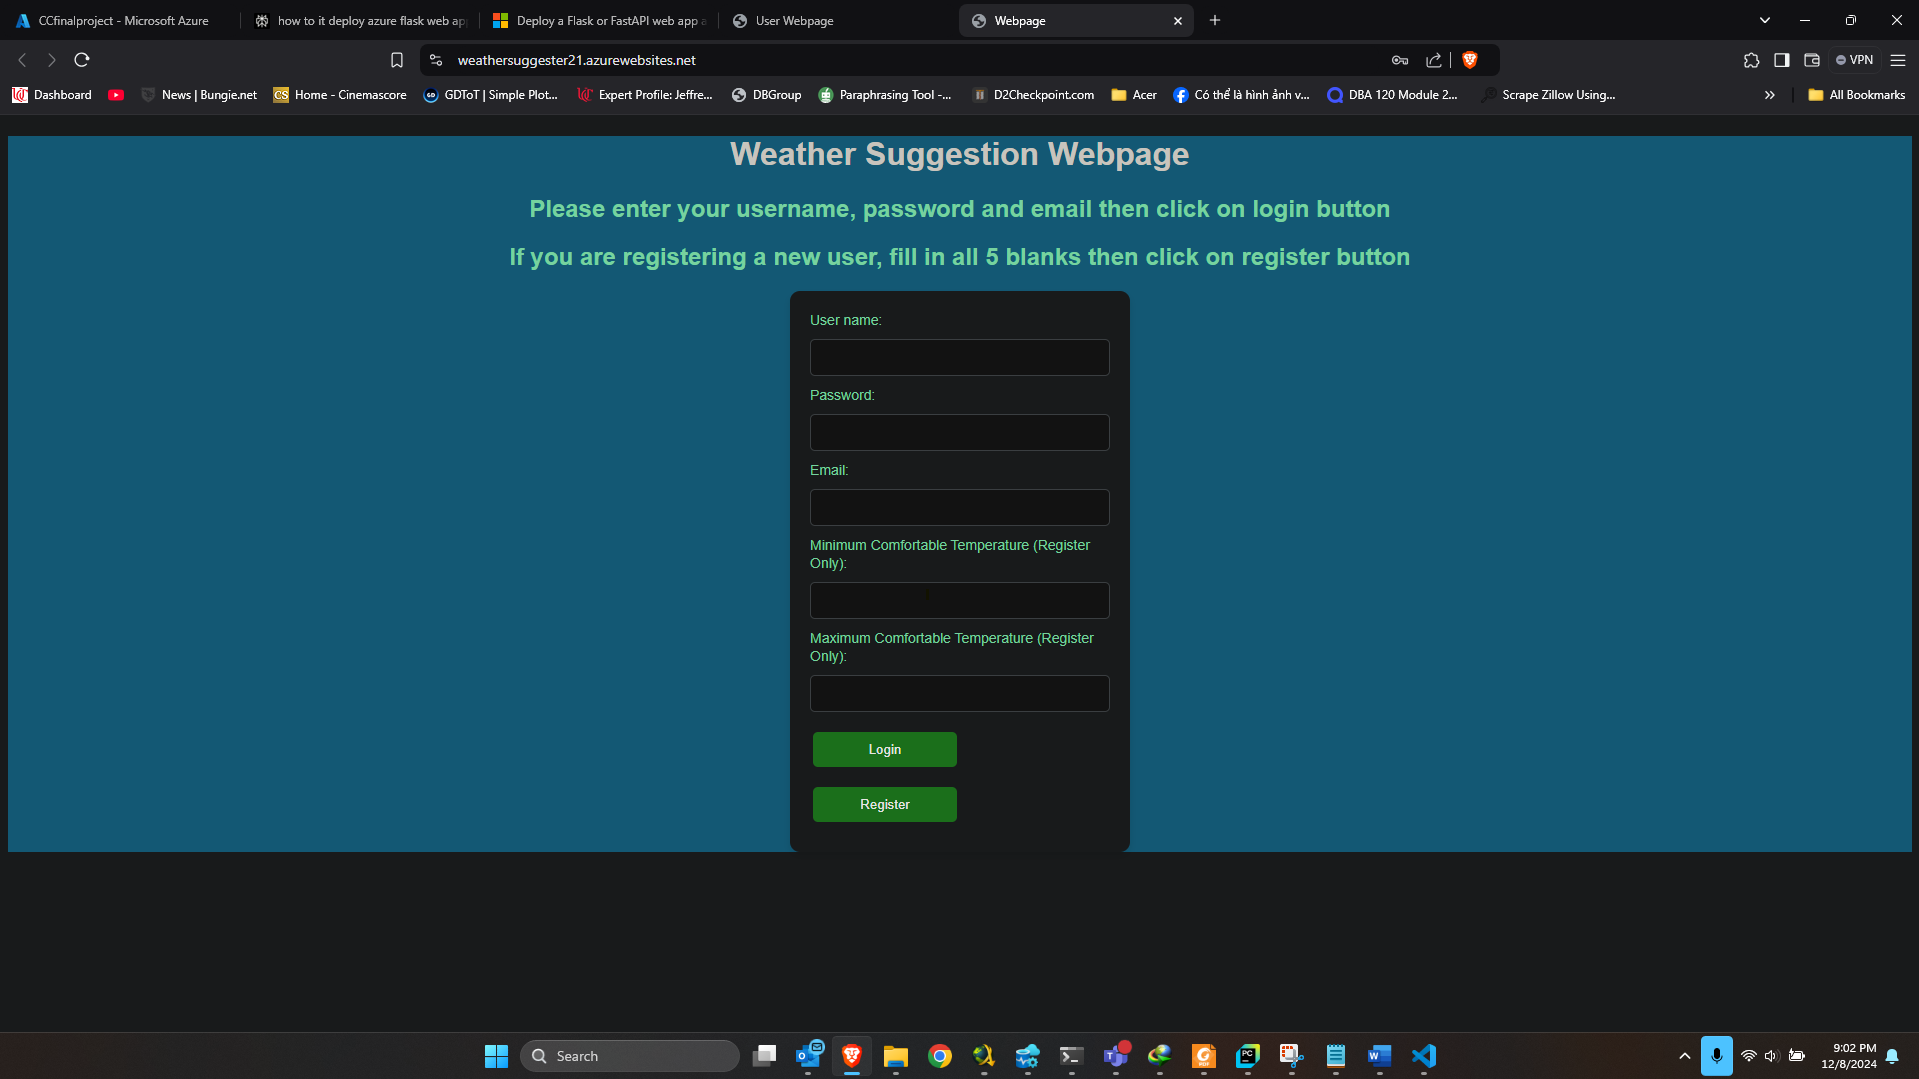 CCfinalproject - Microsoft Azure
how to it deploy azure flask web ap
Deploy a Flask or FastAPI web app a
User Webpage
Webpage
weathersuggester21.azurewebsites.net
VPN
Dashboard
News | Bungie.net
CS Home - Cinemascore
GDToT | Simple Plot...
Expert Profile: Jeffre...
DBGroup
Paraphrasing Tool -...
D2Checkpoint.com
Acer
Có thể là hình ảnh v...
DBA 120 Module 2...
Scrape Zillow Using...
All Bookmarks
Weather Suggestion Webpage
Please enter your username, password and email then click on login button
If you are registering a new user, fill in all 5 blanks then click on register button
User name:
Password:
Email:
Minimum Comfortable Temperature (Register
Only):
Maximum Comfortable Temperature (Register
Only):
Login
Register
Search
9:02 PM
12/8/2024